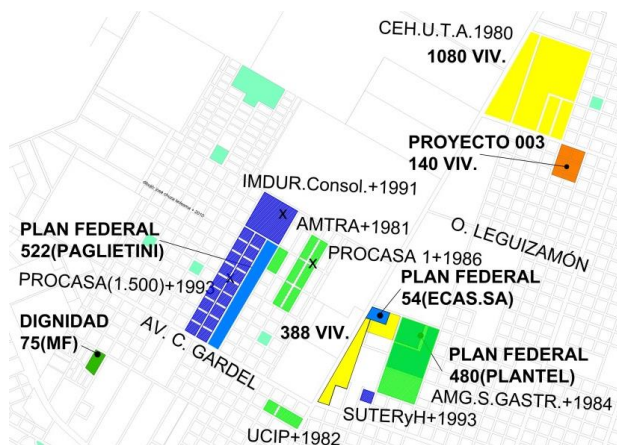 CEH.U.T.A.1980
1080 VIV.
PROYECTO 003
140 VIV.
IMDUR.Consol.+1991
X
AMTRA+1981
PLAN FEDERAL
522(PAGLIETINI)
PROCASA 1+1986
X
O. LEGUIZAMÓN
PROCASA(1.500)+1993
X
PLAN FEDERAL
54(ECAS.SA)
DIGNIDAD
75(MF)
AV. C. GARDEL
388 VIV.
PLAN FEDERAL
480(PLANTEL)
AMG.S.GASTR.+1984
SUTERyH+1993
UCIP+1982